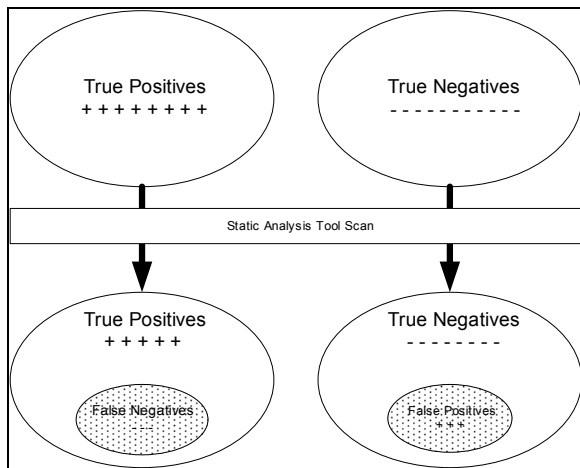 True Positives
+ + + + + + + +
True Negatives
- - - - - - - - - - -
Static Analysis Tool Scan
True Positives
+ + + + +
True Negatives
- - - - - - - -
False Negatives
- - -
False Positives
+ + +